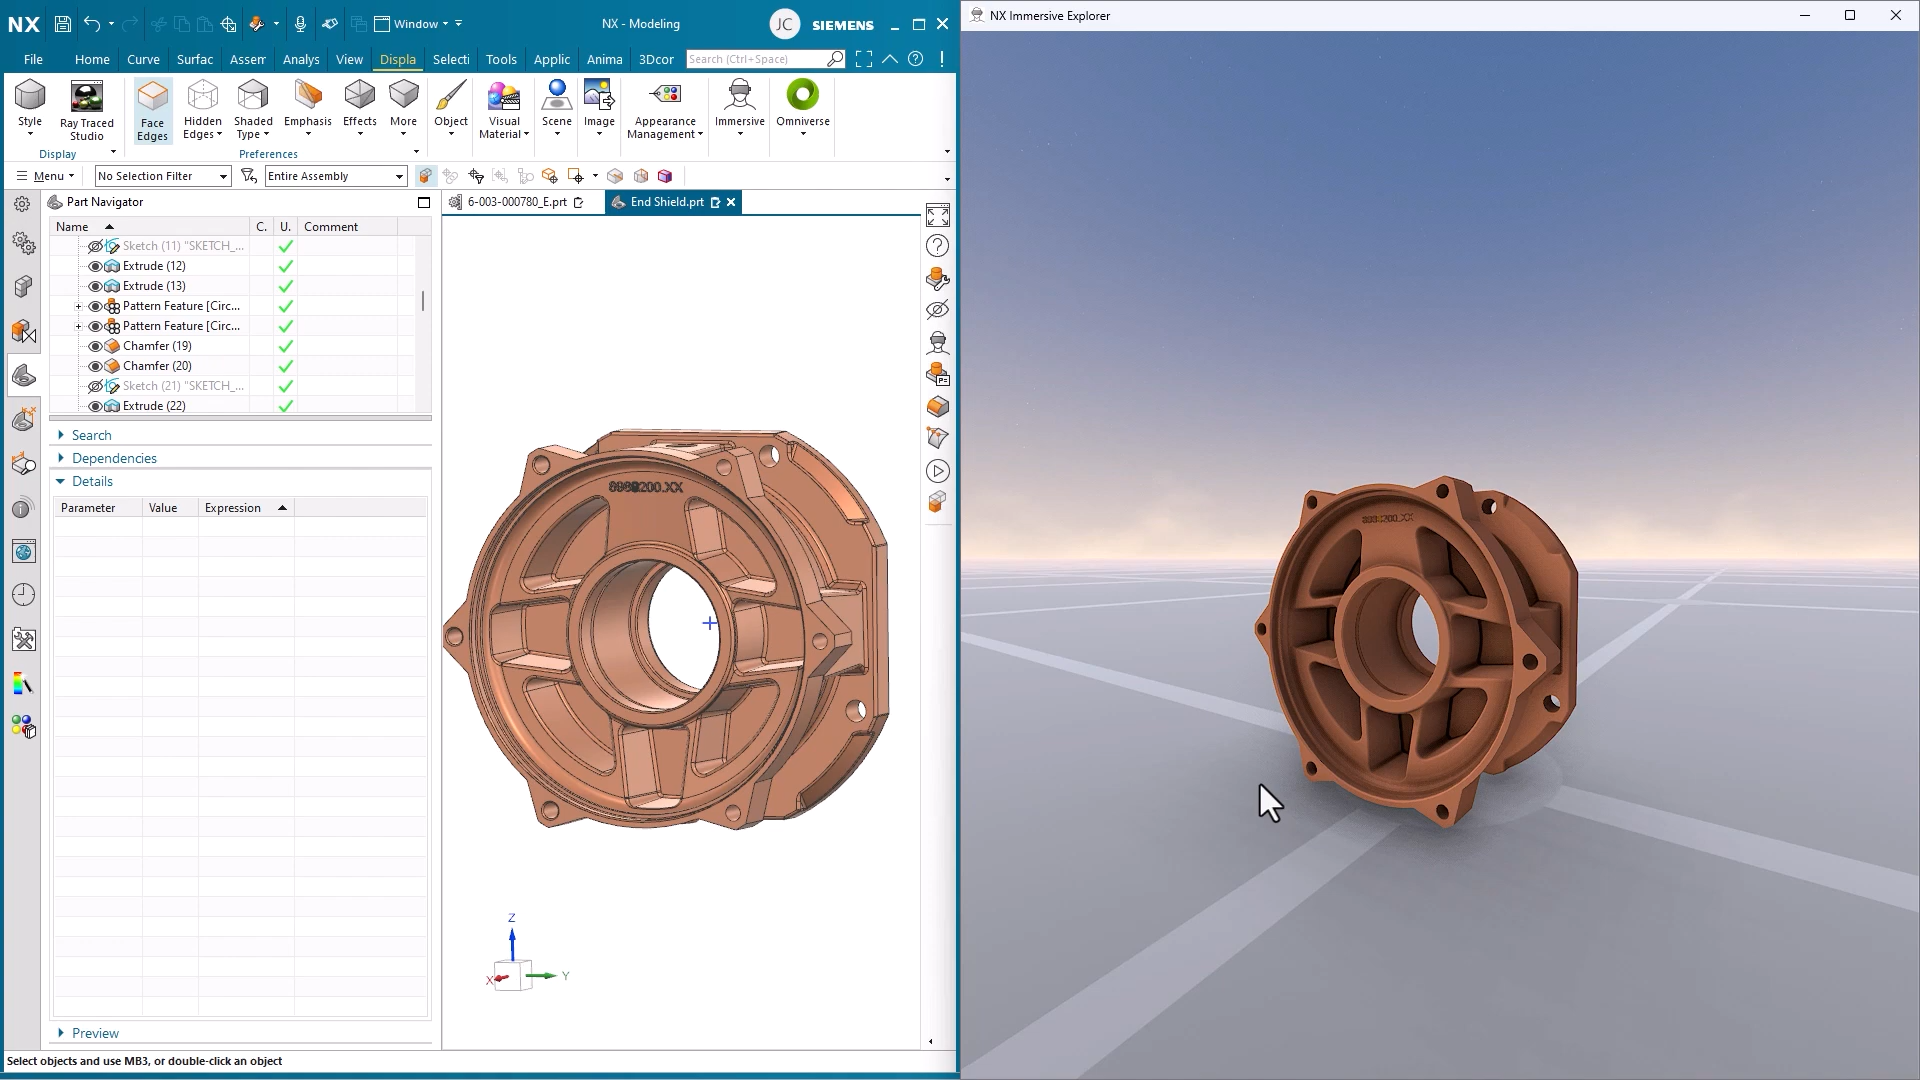 NX
Window
NX - Modeling
JC
SIEMENS
NX Immersive Explorer
File
Home
Curve
Surfac
Assem
Analys
View
Displa
Selecti
Tools
Applic
Anima
3Dcor
Search (Ctrl+Space)
Style
Ray Traced
Studio
Face
Edges
Hidden
Edges
Shaded
Type
Emphasis
Effects
More
Object
Visual
Material
Scene
Image
Appearance
Management
Immersive
Omniverse
Display
Preferences
Menu
No Selection Filter
Entire Assembly
Part Navigator
6-003-000780_E.prt
End Shield.prt
Name
C.
U.
Comment
Sketch (11) "SKETCH_...
Extrude (12)
Extrude (13)
Pattern Feature [Circ...
Pattern Feature [Circ...
Chamfer (19)
Chamfer (20)
Sketch (21) "SKETCH_...
Extrude (22)
Search
Dependencies
Details
Parameter
Value
Expression
Preview
Z
X
Y
Select objects and use MB3, or double-click an object